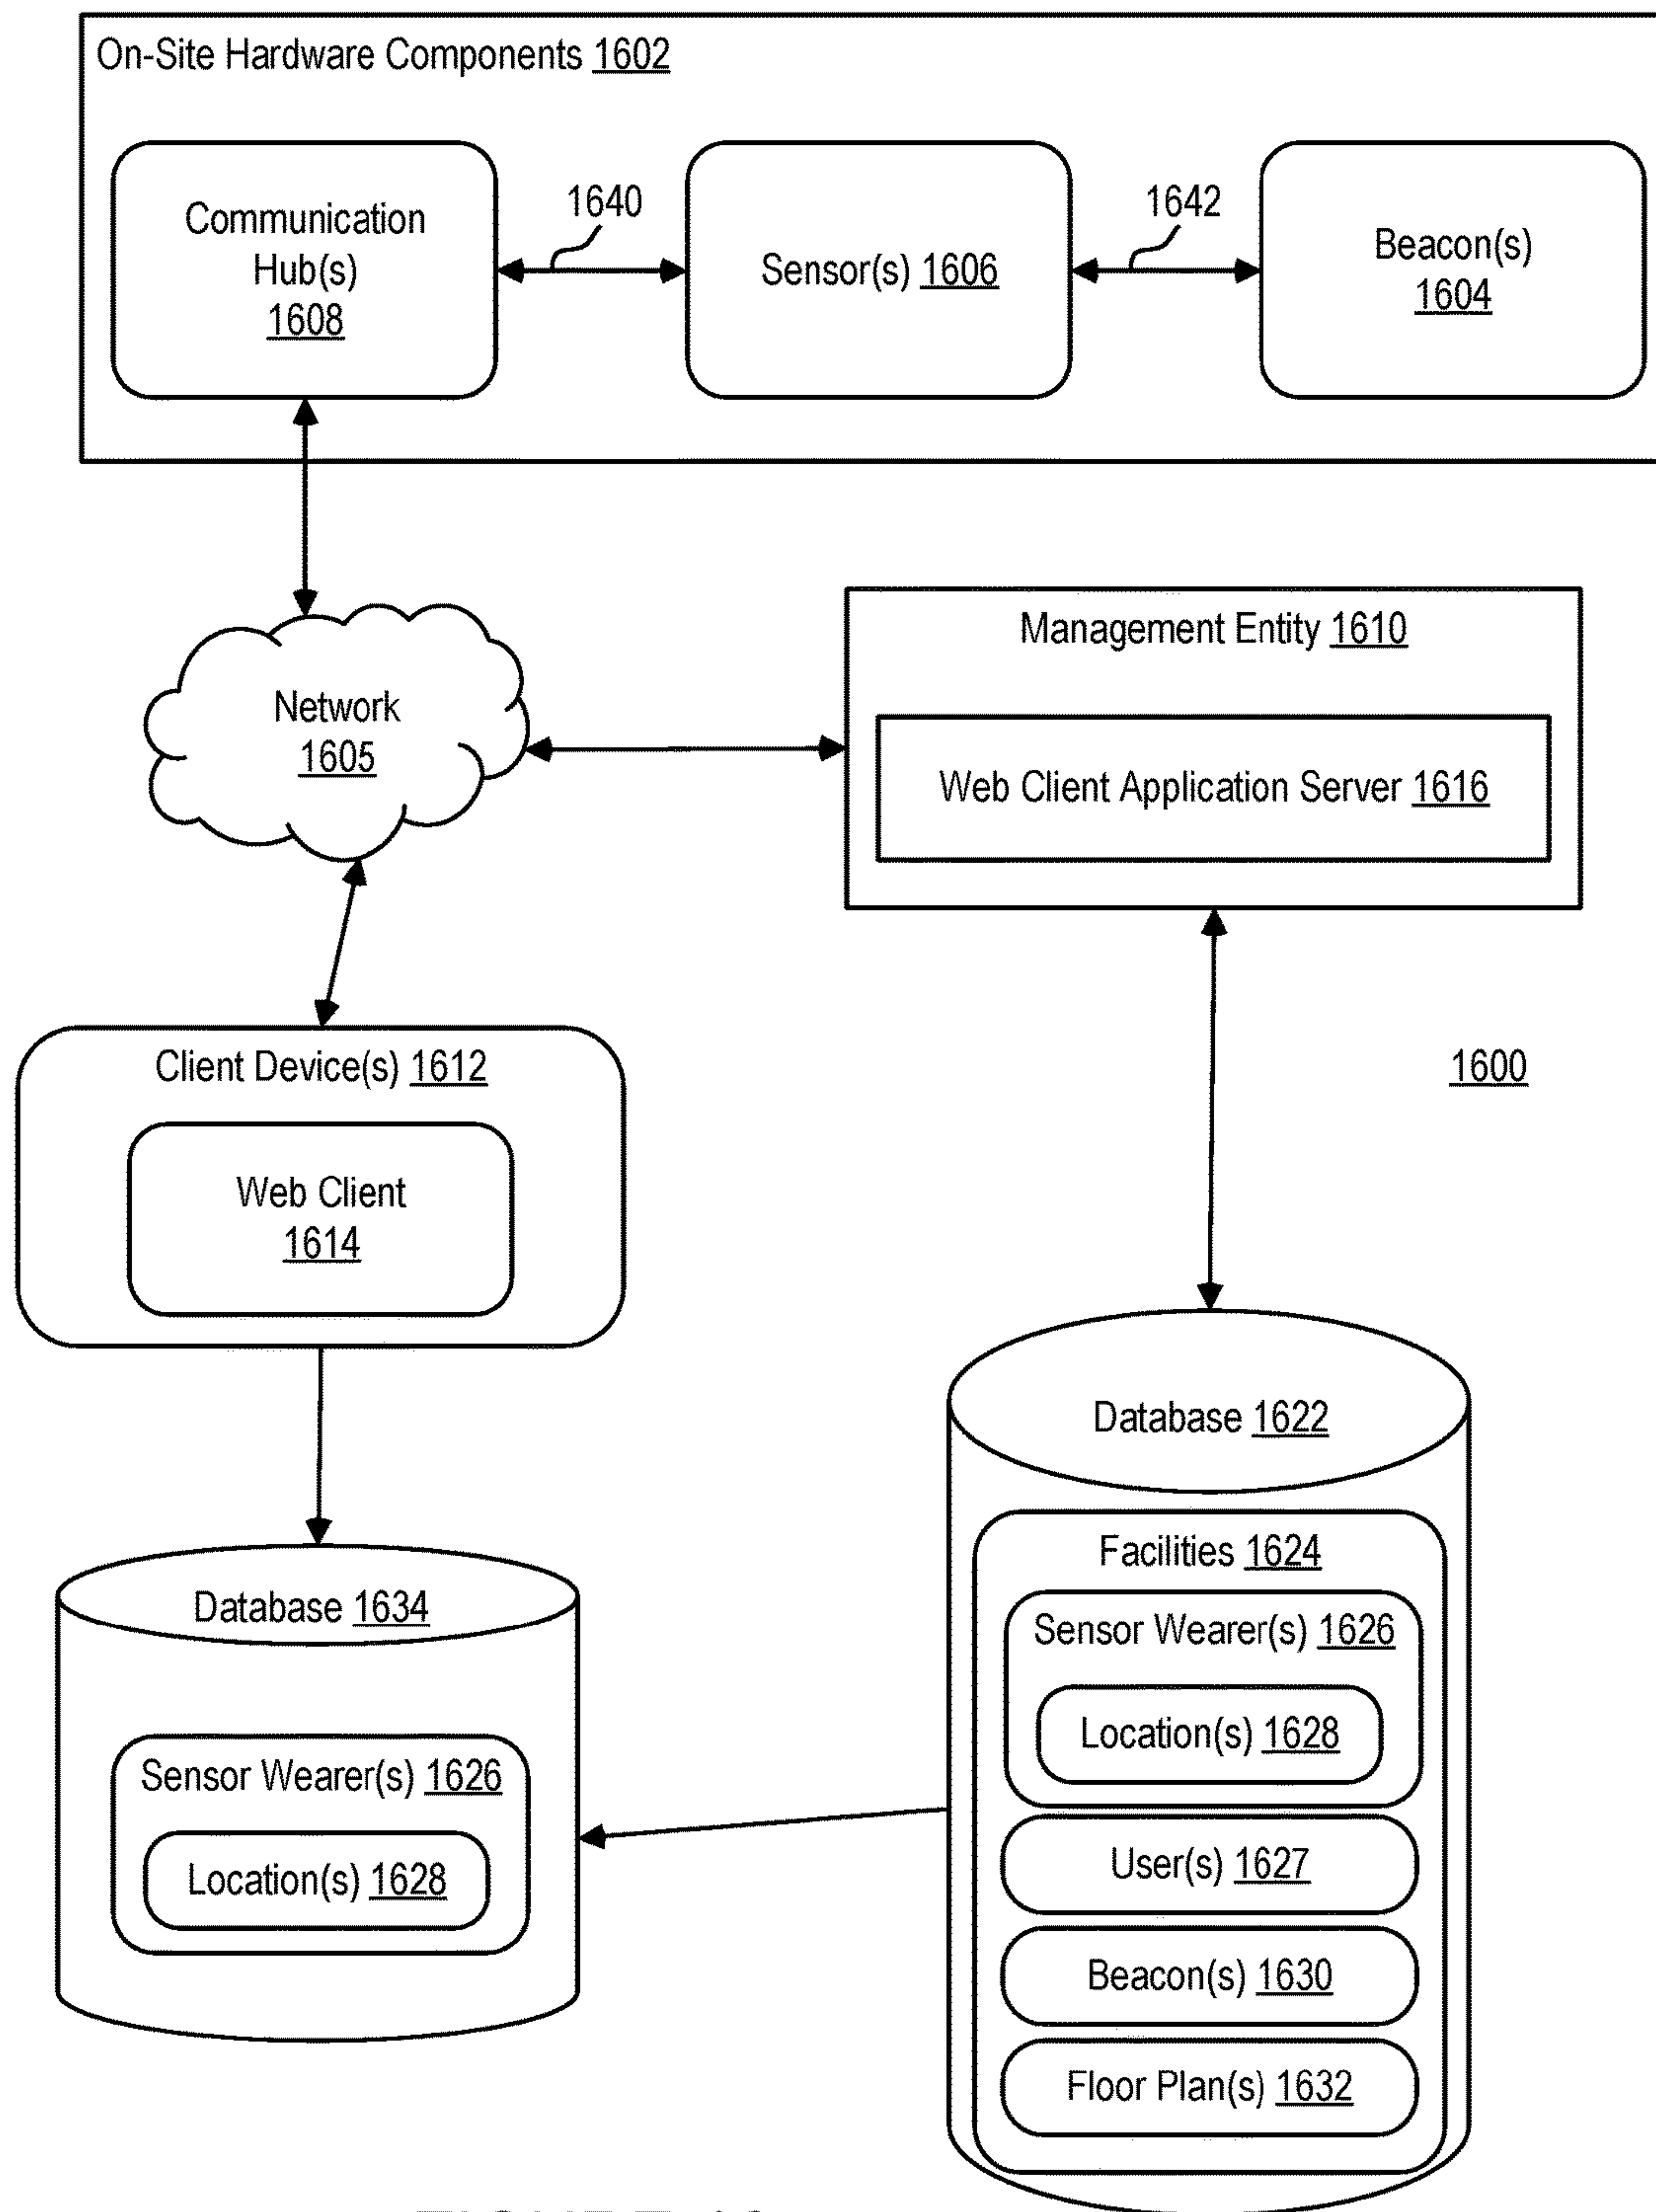 On-Site Hardware Components 1602
Communication
Hub(s)
1608
1640
Sensor(s) 1606
1642
Beacon(s)
1604
Network
1605
Management Entity 1610
Web Client Application Server 1616
Client Device(s) 1612
Web Client
1614
1600
Database 1622
Facilities 1624
Sensor Wearer(s) 1626
Location(s) 1628
User(s) 1627
Beacon(s) 1630
Floor Plan(s) 1632
Database 1634
Sensor Wearer(s) 1626
Location(s) 1628